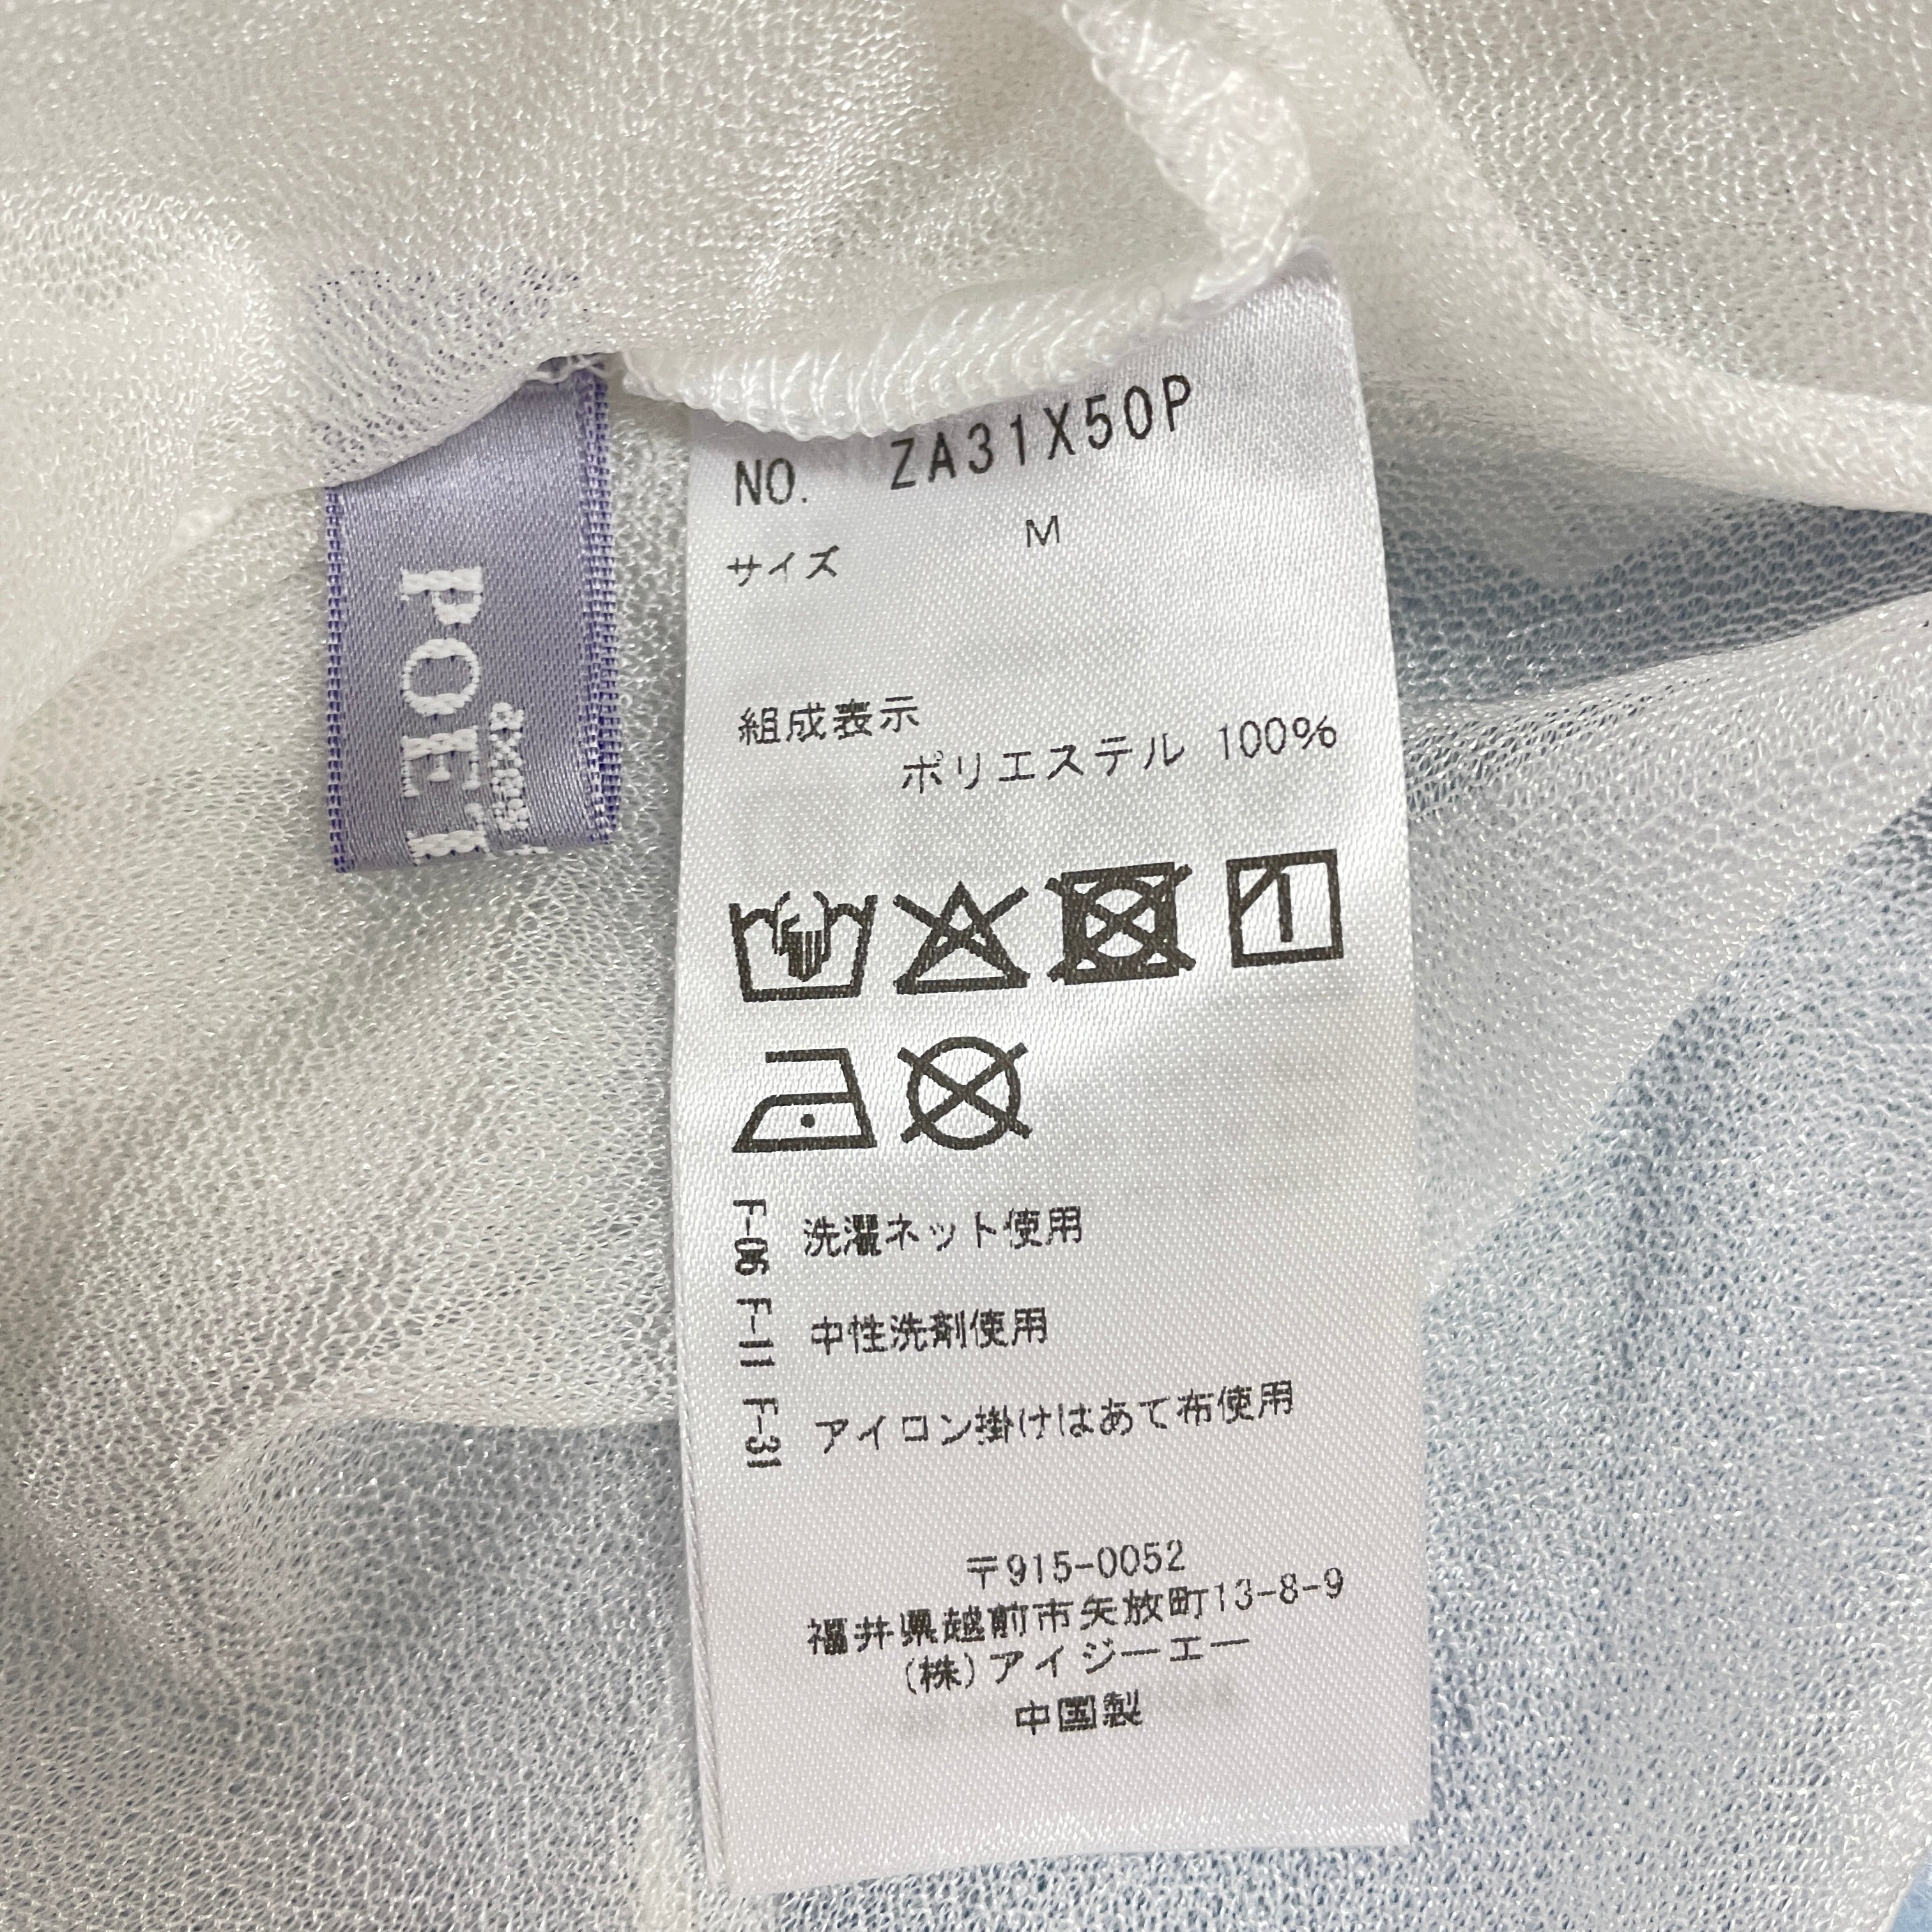 NO. ZA31X50P
サイズ M
組成表示
ポリエステル 100%
F-06 洗濯ネット使用
F-11 中性洗剤使用
F-31 アイロン掛けはあて布使用
〒915-0052
福井県越前市矢放町13-8-9
(株)アイジーエー
中国製
axes
POE